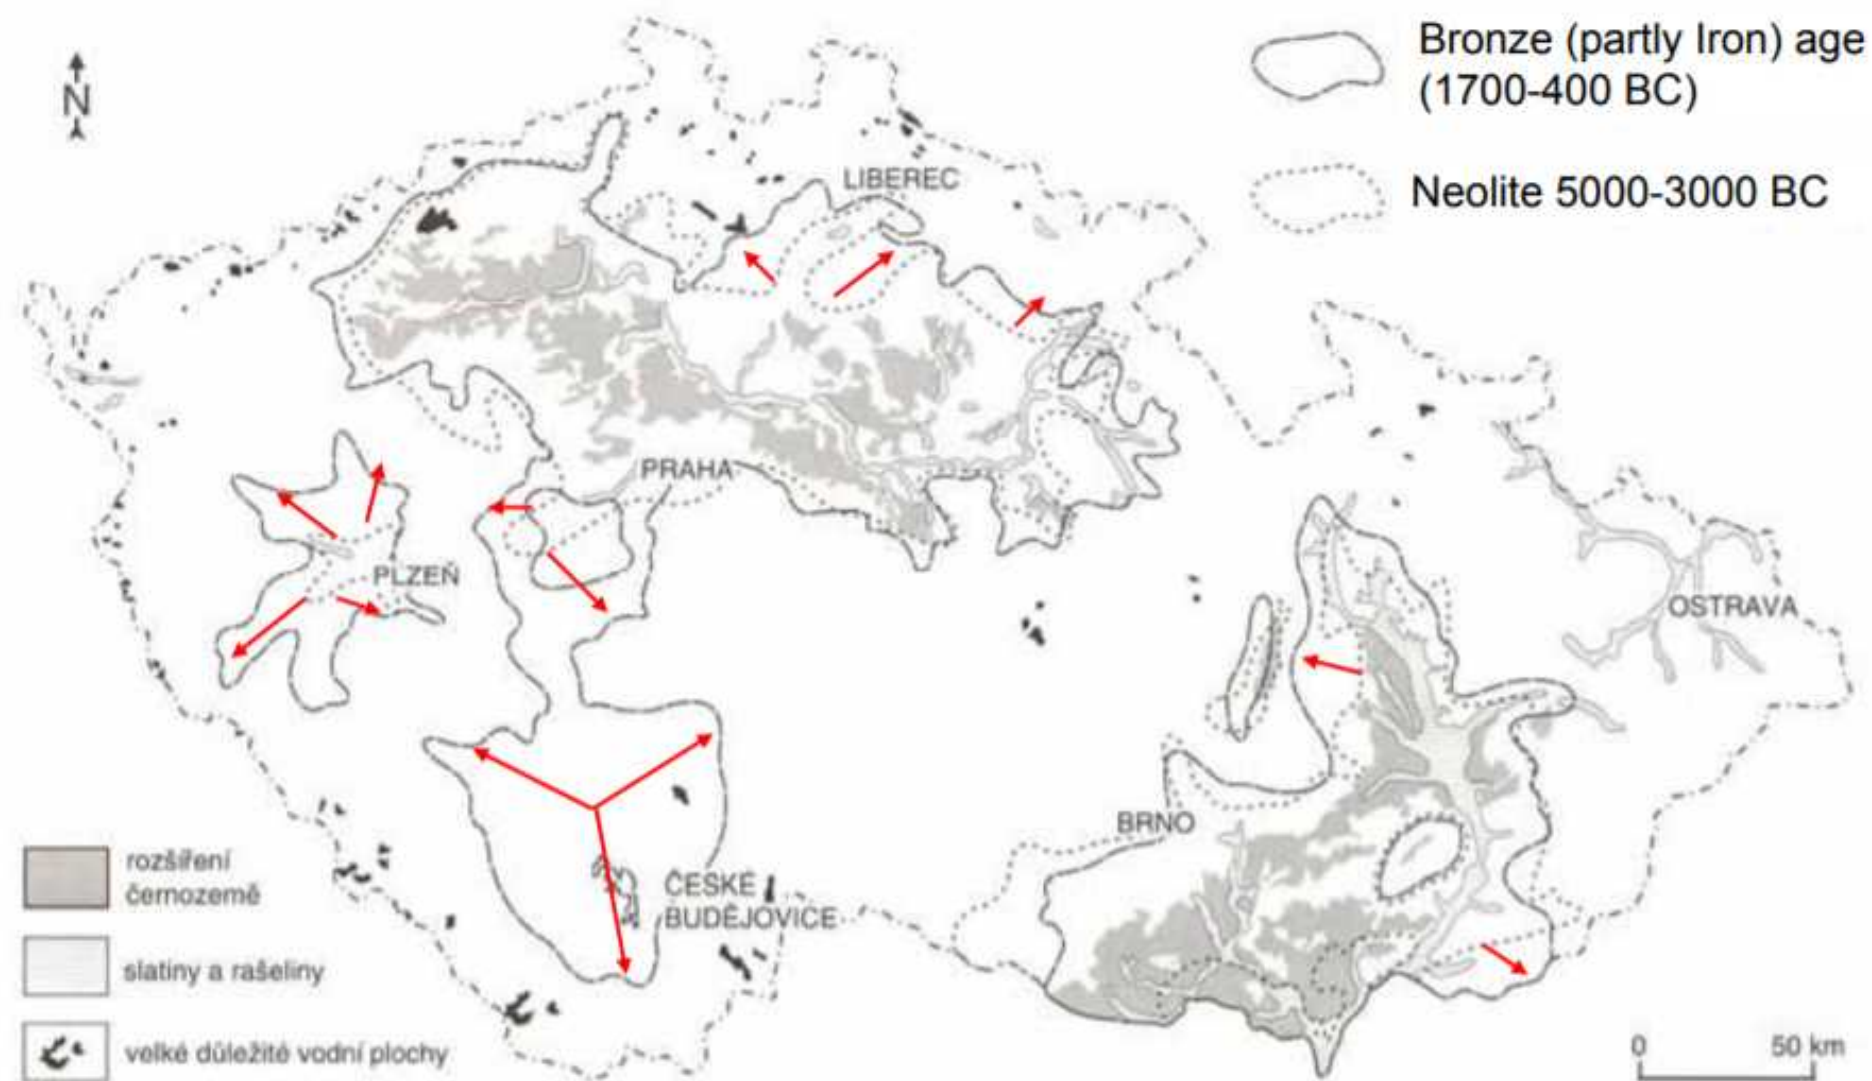 N
Bronze (partly Iron) age
(1700-400 BC)
Neolite 5000-3000 BC
LIBEREC
PRAHA
PLZEŇ
OSTRAVA
BRNO
ČESKÉ
BUDĚJOVICE
rozšíření
černozemě
slatiny a rašeliny
velké důležité vodní plochy
0 50 km